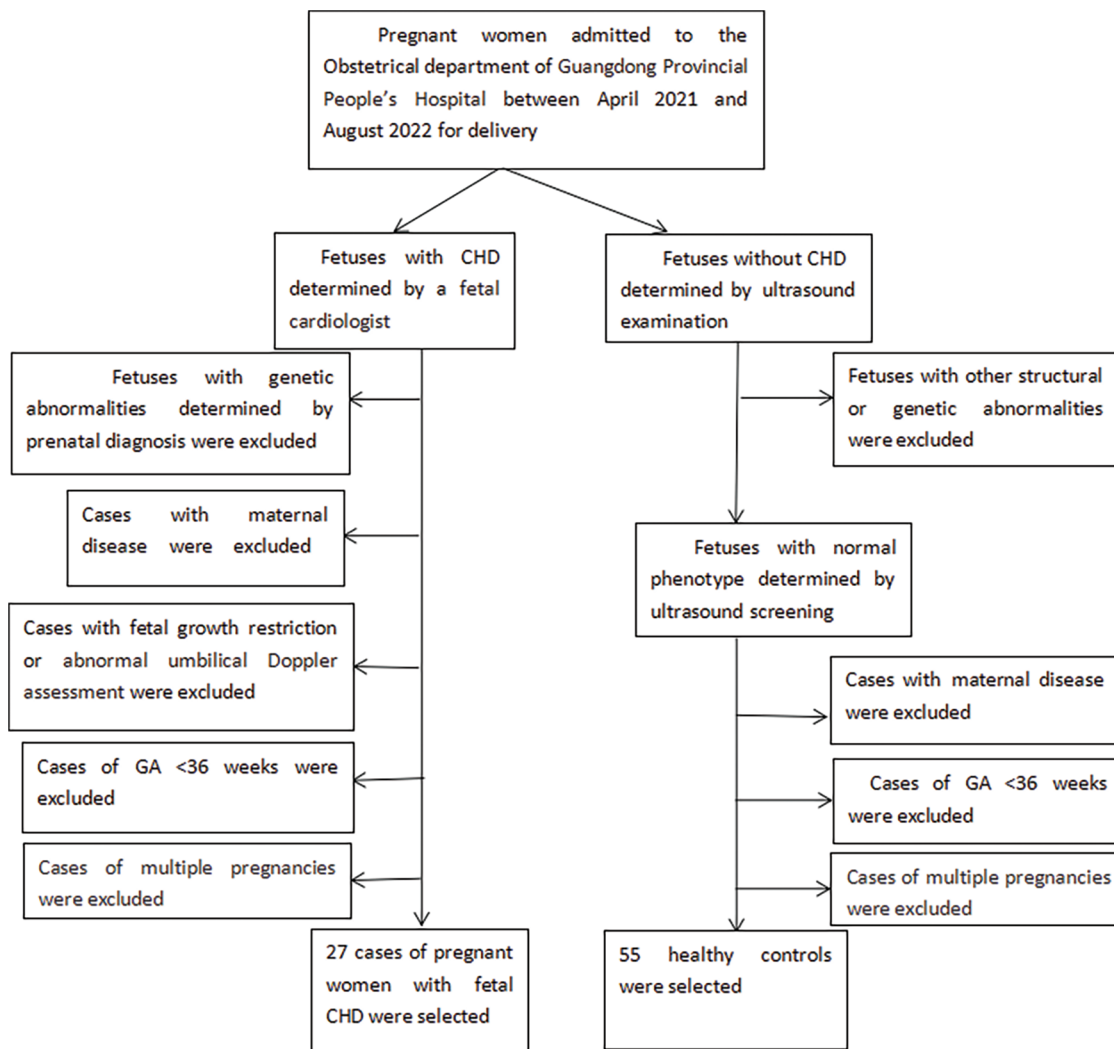 Pregnant women admitted to the
Obstetrical department of Guangdong Provincial
People's Hospital between April 2021 and
August 2022 for delivery
Fetuses with CHD
determined by a fetal
cardiologist
Fetuses without CHD
determined by ultrasound
examination
Fetuses with genetic
abnormalities determined by
prenatal diagnosis were excluded
Fetuses with other structural
or genetic abnormalities
were excluded
Cases with maternal
disease were excluded
Fetuses with normal
phenotype determined by
ultrasound screening
Cases with fetal growth restriction
or abnormal umbilical Doppler
assessment were excluded
Cases with maternal disease
were excluded
Cases of GA <36 weeks were
excluded
Cases of GA <36 weeks
were excluded
Cases of multiple pregnancies
were excluded
Cases of multiple pregnancies
were excluded
27 cases of pregnant
women with fetal
CHD were selected
55 healthy controls
were selected